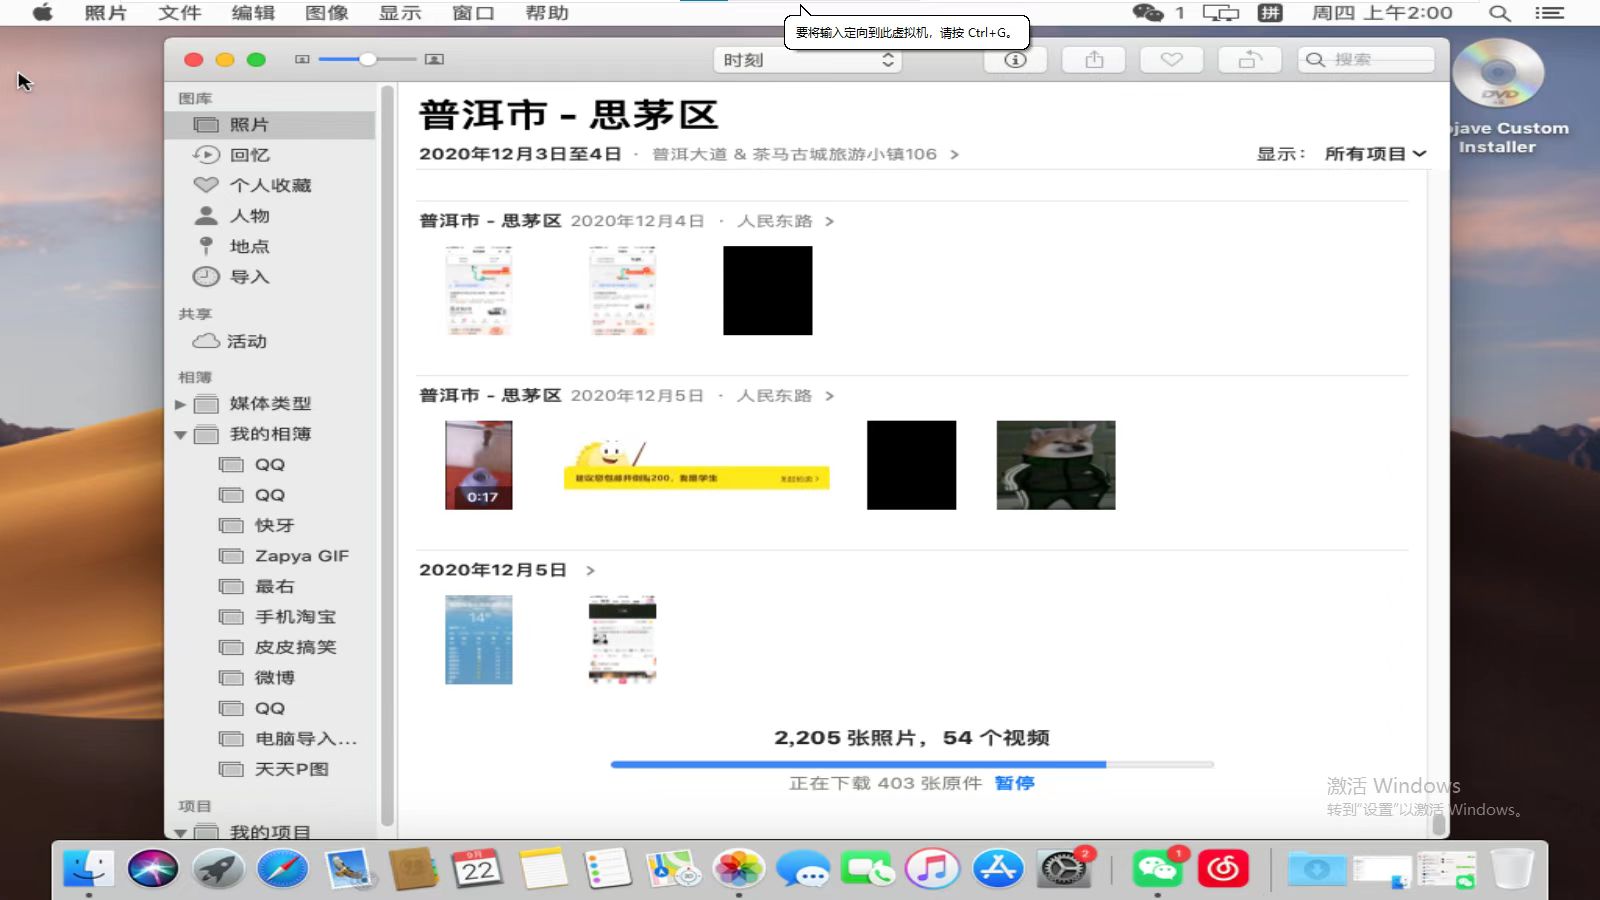 照片 文件 编辑 图像 显示 窗口 帮助 1 拼 周四 上午2:00
要将输入定向到此虚拟机，请按 Ctrl+G。
时刻 搜索
图库
照片
回忆
个人收藏
人物
地点
导入
共享
活动
相簿
媒体类型
我的相簿
QQ
QQ
快牙
Zapya GIF
最右
手机淘宝
皮皮搞笑
微博
QQ
电脑导入...
天天P图
项目
我的项目
普洱市 - 思茅区
2020年12月3日至4日 · 普洱大道 & 茶马古城旅游小镇106 >
显示： 所有项目
普洱市 - 思茅区 2020年12月4日 · 人民东路 >
普洱市 - 思茅区 2020年12月5日 · 人民东路 >
0:17
2020年12月5日 >
14°
2,205 张照片，54 个视频
正在下载 403 张原件 暂停
DVD
jave Custom
Installer
激活 Windows
转到"设置"以激活 Windows。
9月
22
2
1